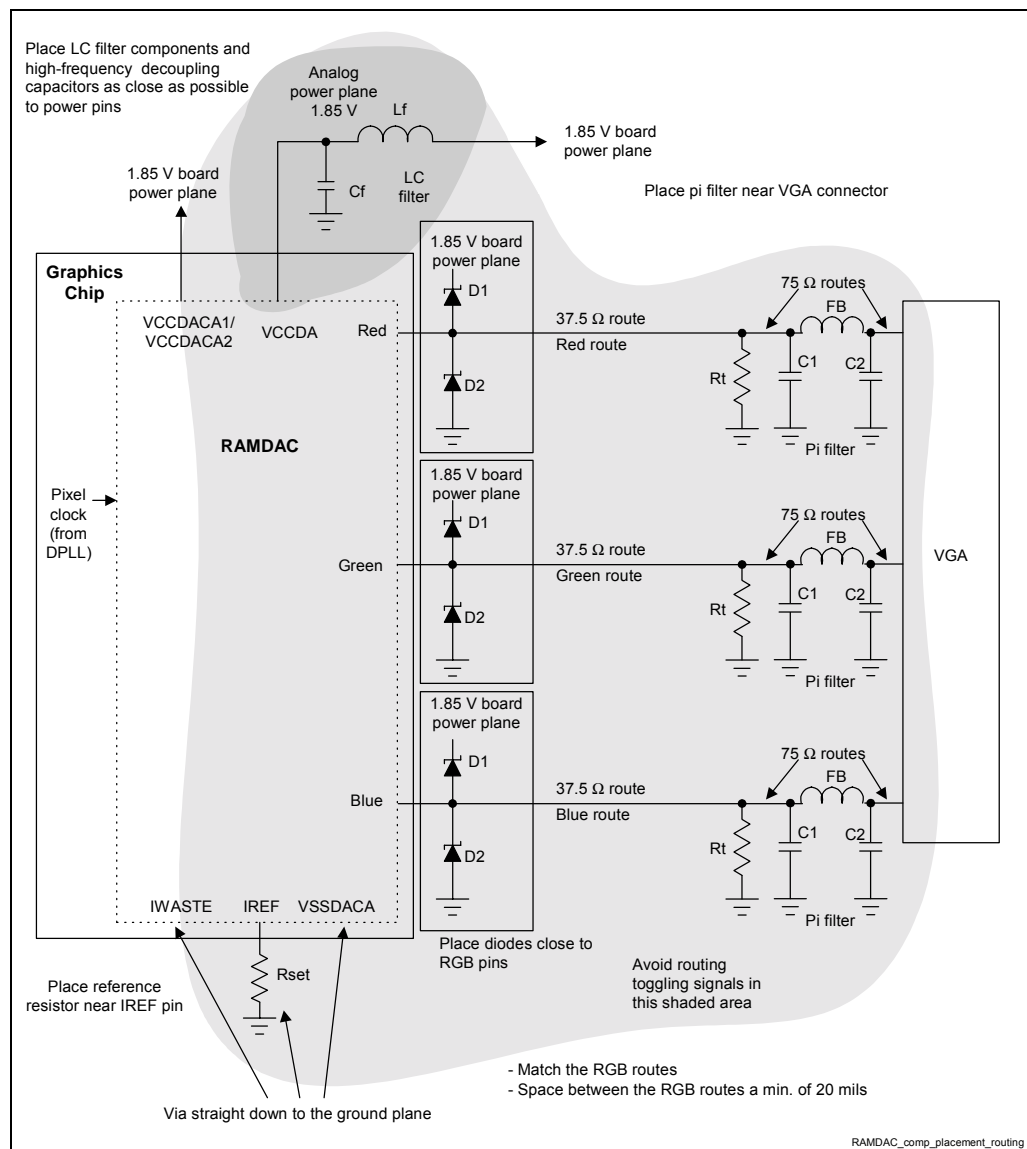 Place LC filter components and
high-frequency decoupling
capacitors as close as possible
to power pins
Analog
power plane
1.85 V
Lf
1.85 V board
power plane
Cf
LC
filter
1.85 V board
power plane
Place pi filter near VGA connector
Graphics
Chip
VCCDACA1/
VCCDACA2
VCCDA
Red
1.85 V board
power plane
D1
D2
37.5 Ω route
Red route
Rt
75 Ω routes
FB
C1
C2
Pi filter
RAMDAC
Pixel
clock
(from
DPLL)
Green
1.85 V board
power plane
D1
D2
37.5 Ω route
Green route
Rt
75 Ω routes
FB
C1
C2
Pi filter
VGA
Blue
1.85 V board
power plane
D1
D2
37.5 Ω route
Blue route
Rt
75 Ω routes
FB
C1
C2
Pi filter
IWASTE
IREF
VSSDACA
Place diodes close to
RGB pins
Rset
Place reference
resistor near IREF pin
Avoid routing
toggling signals in
this shaded area
- Match the RGB routes
- Space between the RGB routes a min. of 20 mils
Via straight down to the ground plane
RAMDAC_comp_placement_routing